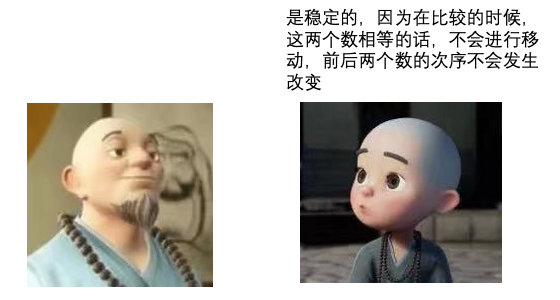 是稳定的，因为在比较的时候，
这两个数相等的话，不会进行移
动，前后两个数的次序不会发生
改变